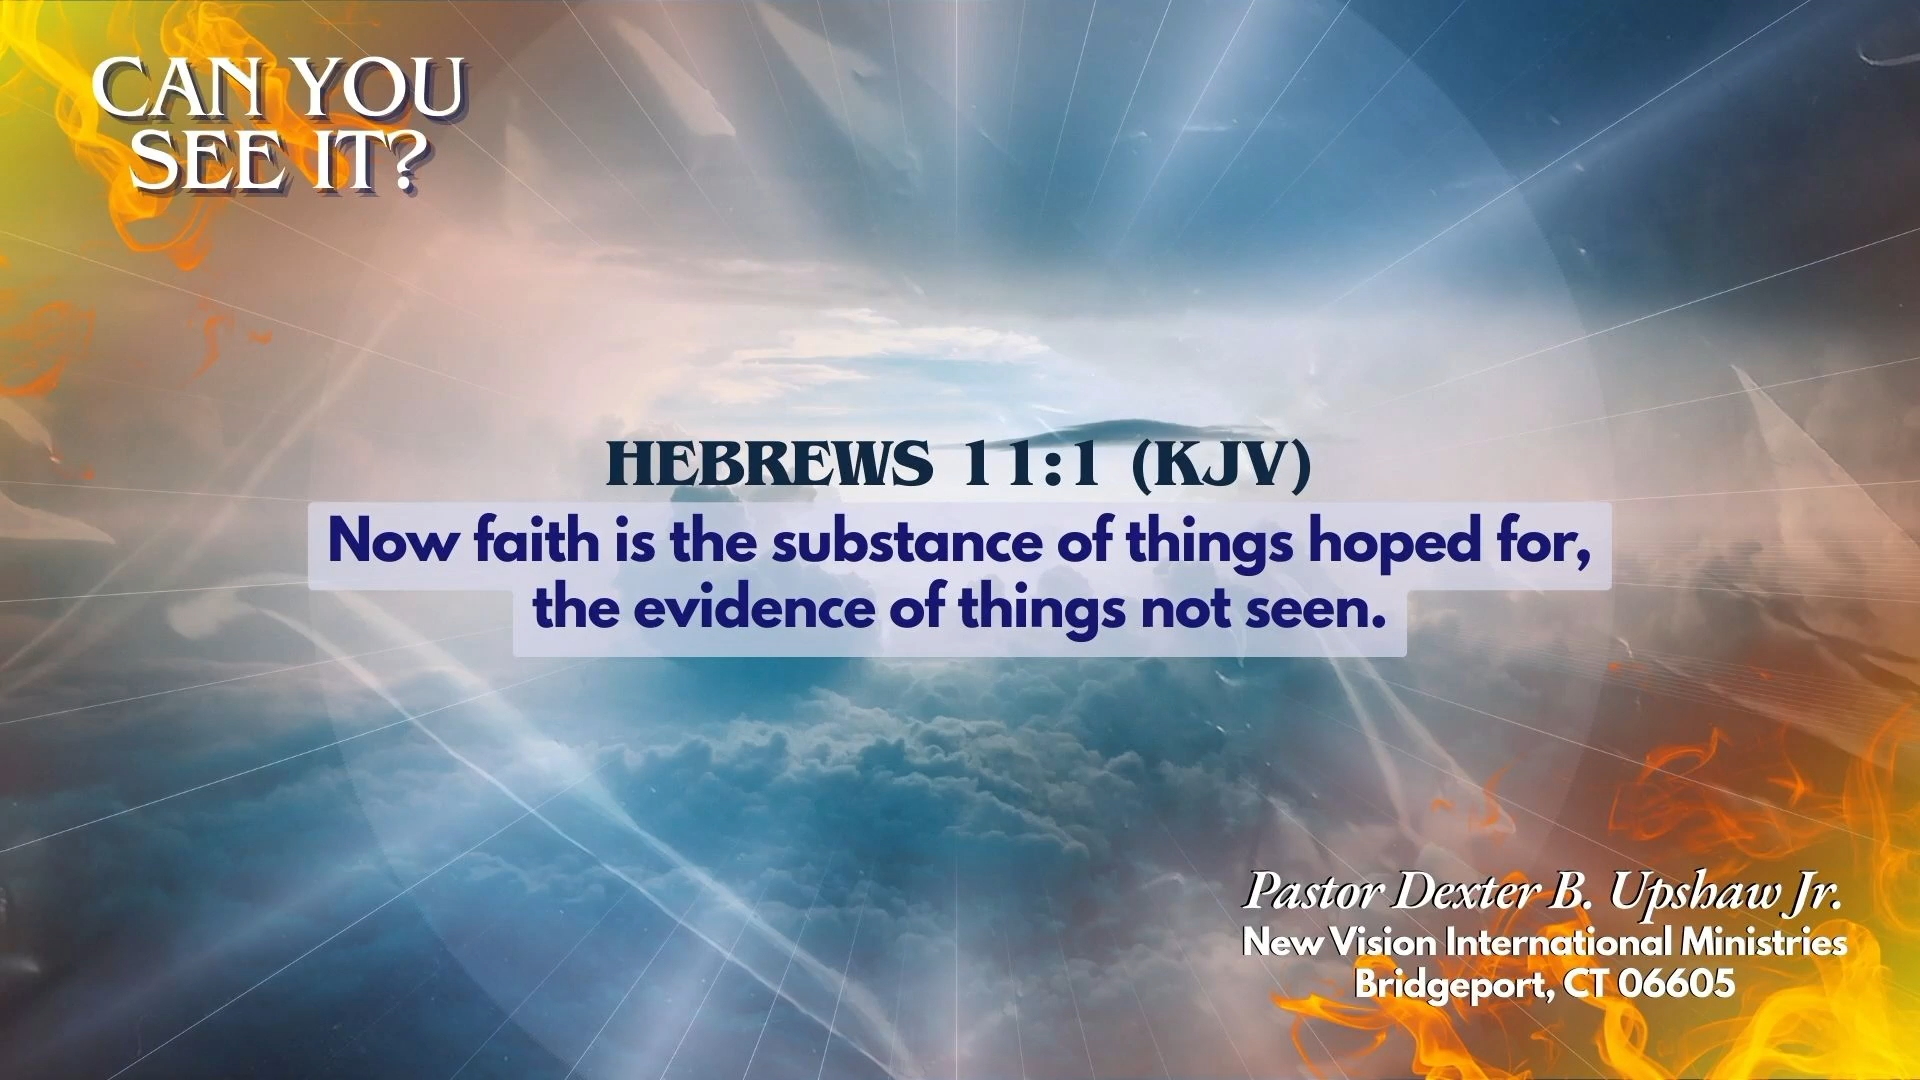 CAN YOU
SEE IT?
HEBREWS 11:1 (KJV)
Now faith is the substance of things hoped for,
the evidence of things not seen.
Pastor Dexter B. Upshaw Jr.
New Vision International Ministries
Bridgeport, CT 06605